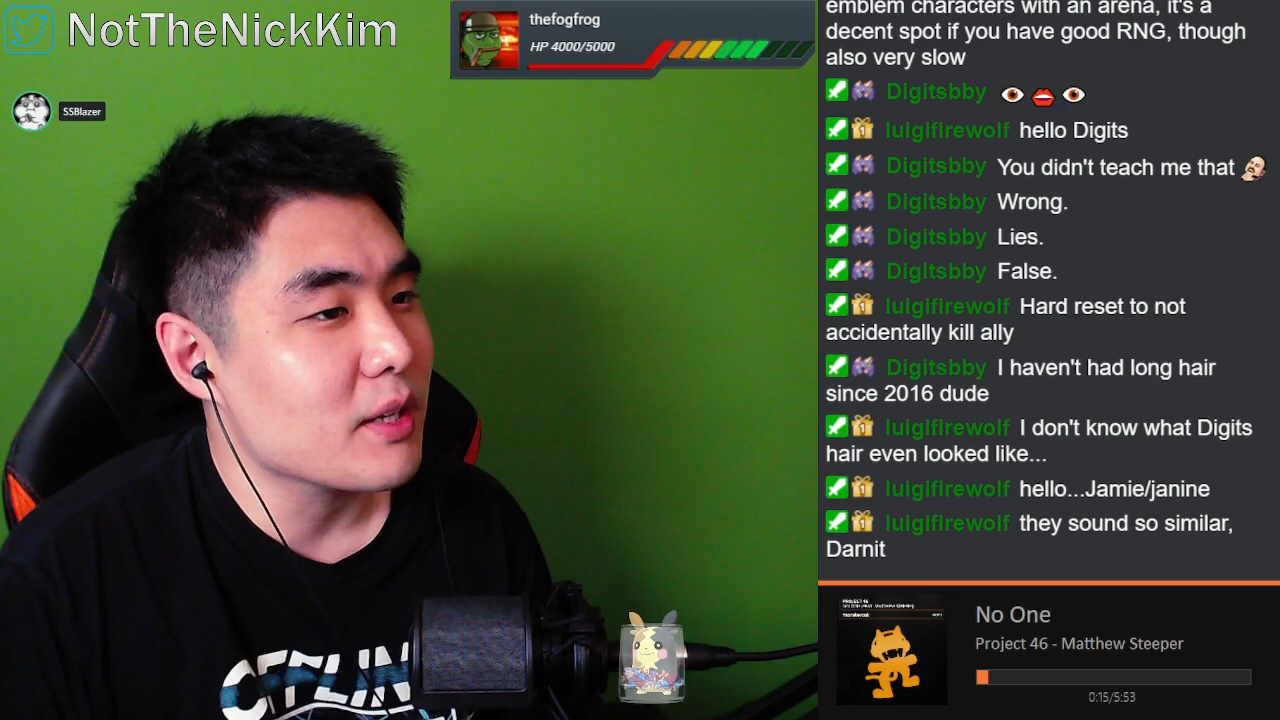 NotTheNickKim
SSBlazer
thefogfrog
HP 4000/5000
emblem characters with an arena, it's a
decent spot if you have good RNG, though
also very slow
Digitsbby
luigifirewolf hello Digits
Digitsbby You didn't teach me that
Digitsbby Wrong.
Digitsbby Lies.
Digitsbby False.
luigifirewolf Hard reset to not
accidentally kill ally
Digitsbby I haven't had long hair
since 2016 dude
luigifirewolf I don't know what Digits
hair even looked like...
luigifirewolf hello...Jamie/janine
luigifirewolf they sound so similar,
Darnit
PROJECT 46
monstercat
No One
Project 46 - Matthew Steeper
0:15/5:53